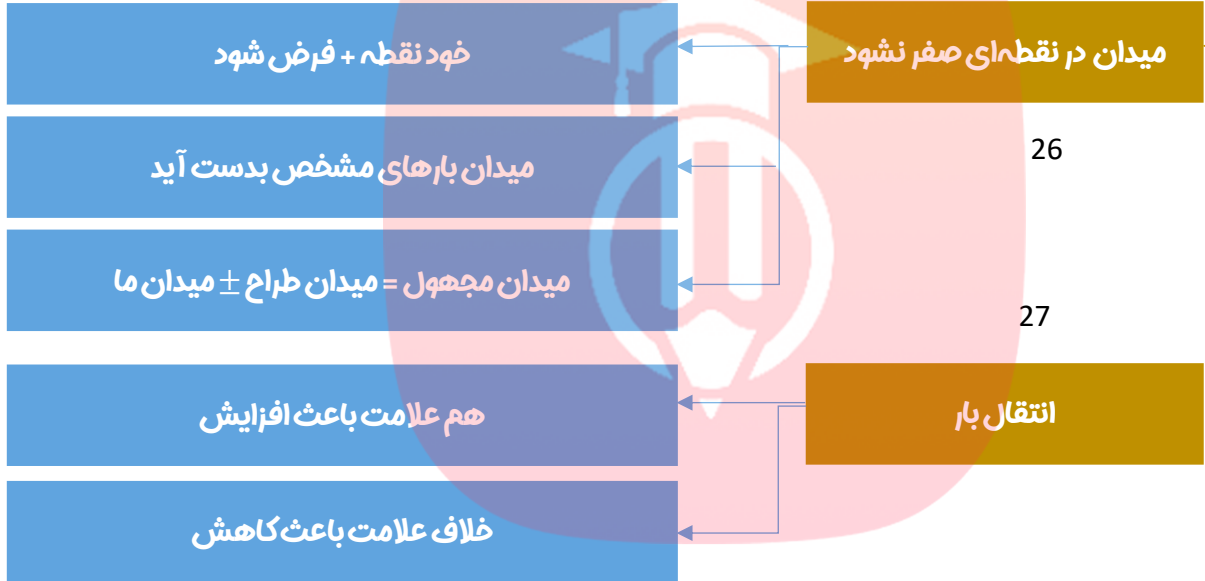 میدان در نقطه‌ای صفر نشود
خود نقطه + فرض شود
میدان بارهای مشخص بدست آید
میدان مجهول = میدان طراح ± میدان ما
26
27
انتقال بار
هم علامت باعث افزایش
خلاف علامت باعث کاهش